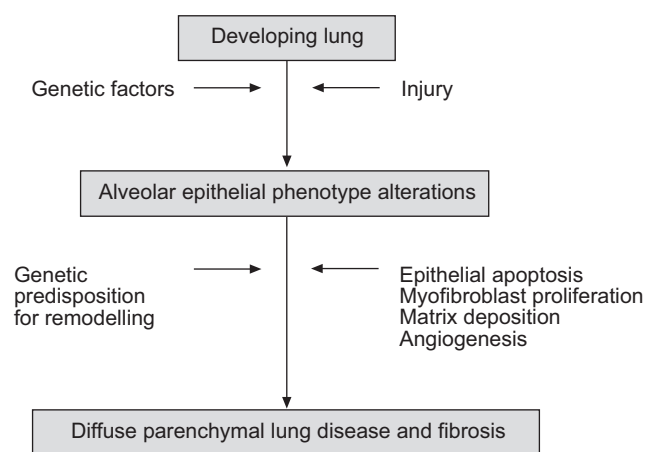 Developing lung
Genetic factors
Injury
Alveolar epithelial phenotype alterations
Genetic
predisposition
for remodelling
Epithelial apoptosis
Myofibroblast proliferation
Matrix deposition
Angiogenesis
Diffuse parenchymal lung disease and fibrosis